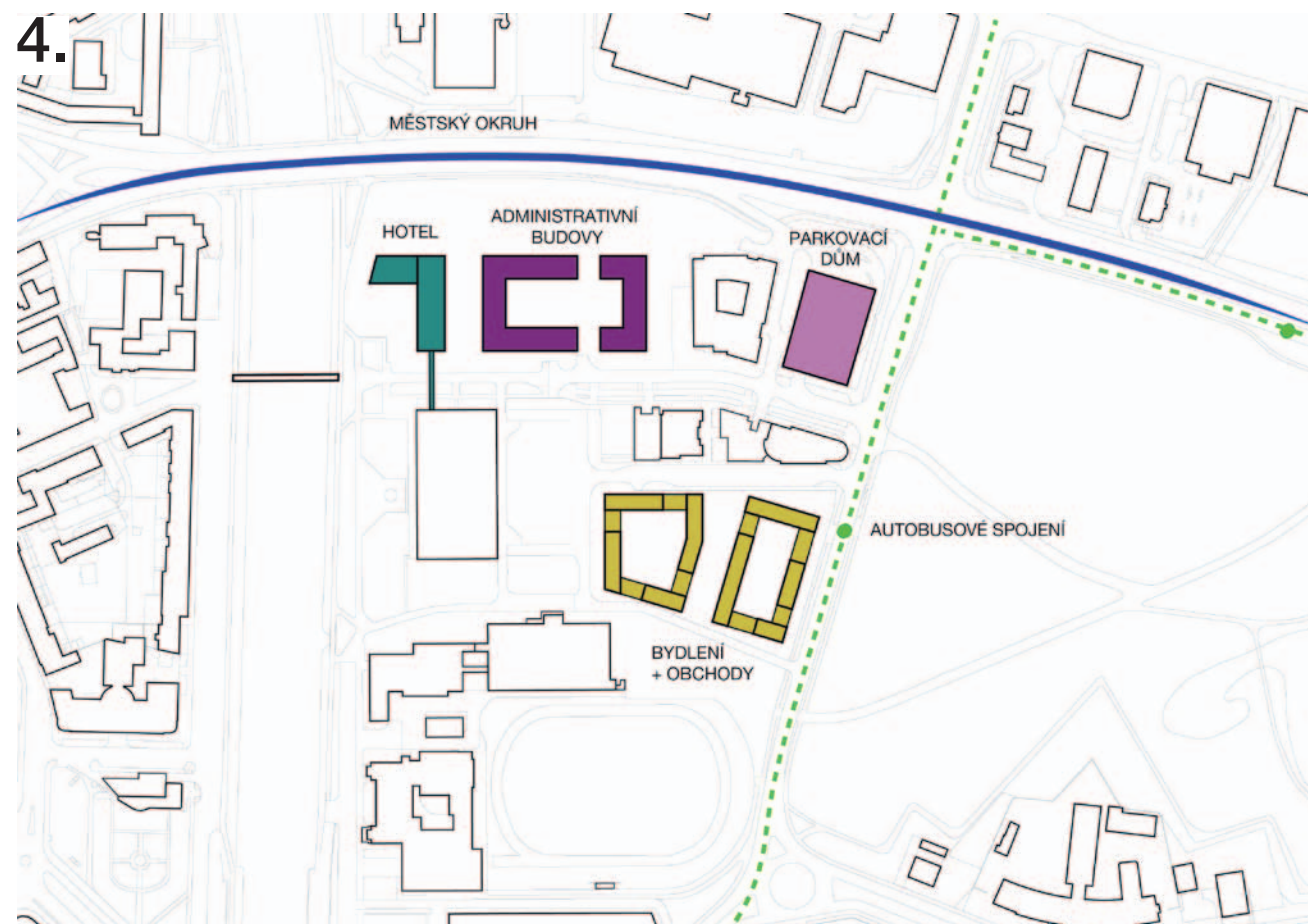 4.
MĚSTSKÝ OKRUH
HOTEL
ADMINISTRATIVNÍ
BUDOVY
PARKOVACÍ
DŮM
AUTOBUSOVÉ SPOJENÍ
BYDLENÍ
+ OBCHODY